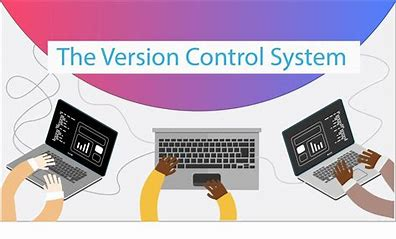 The Version Control System